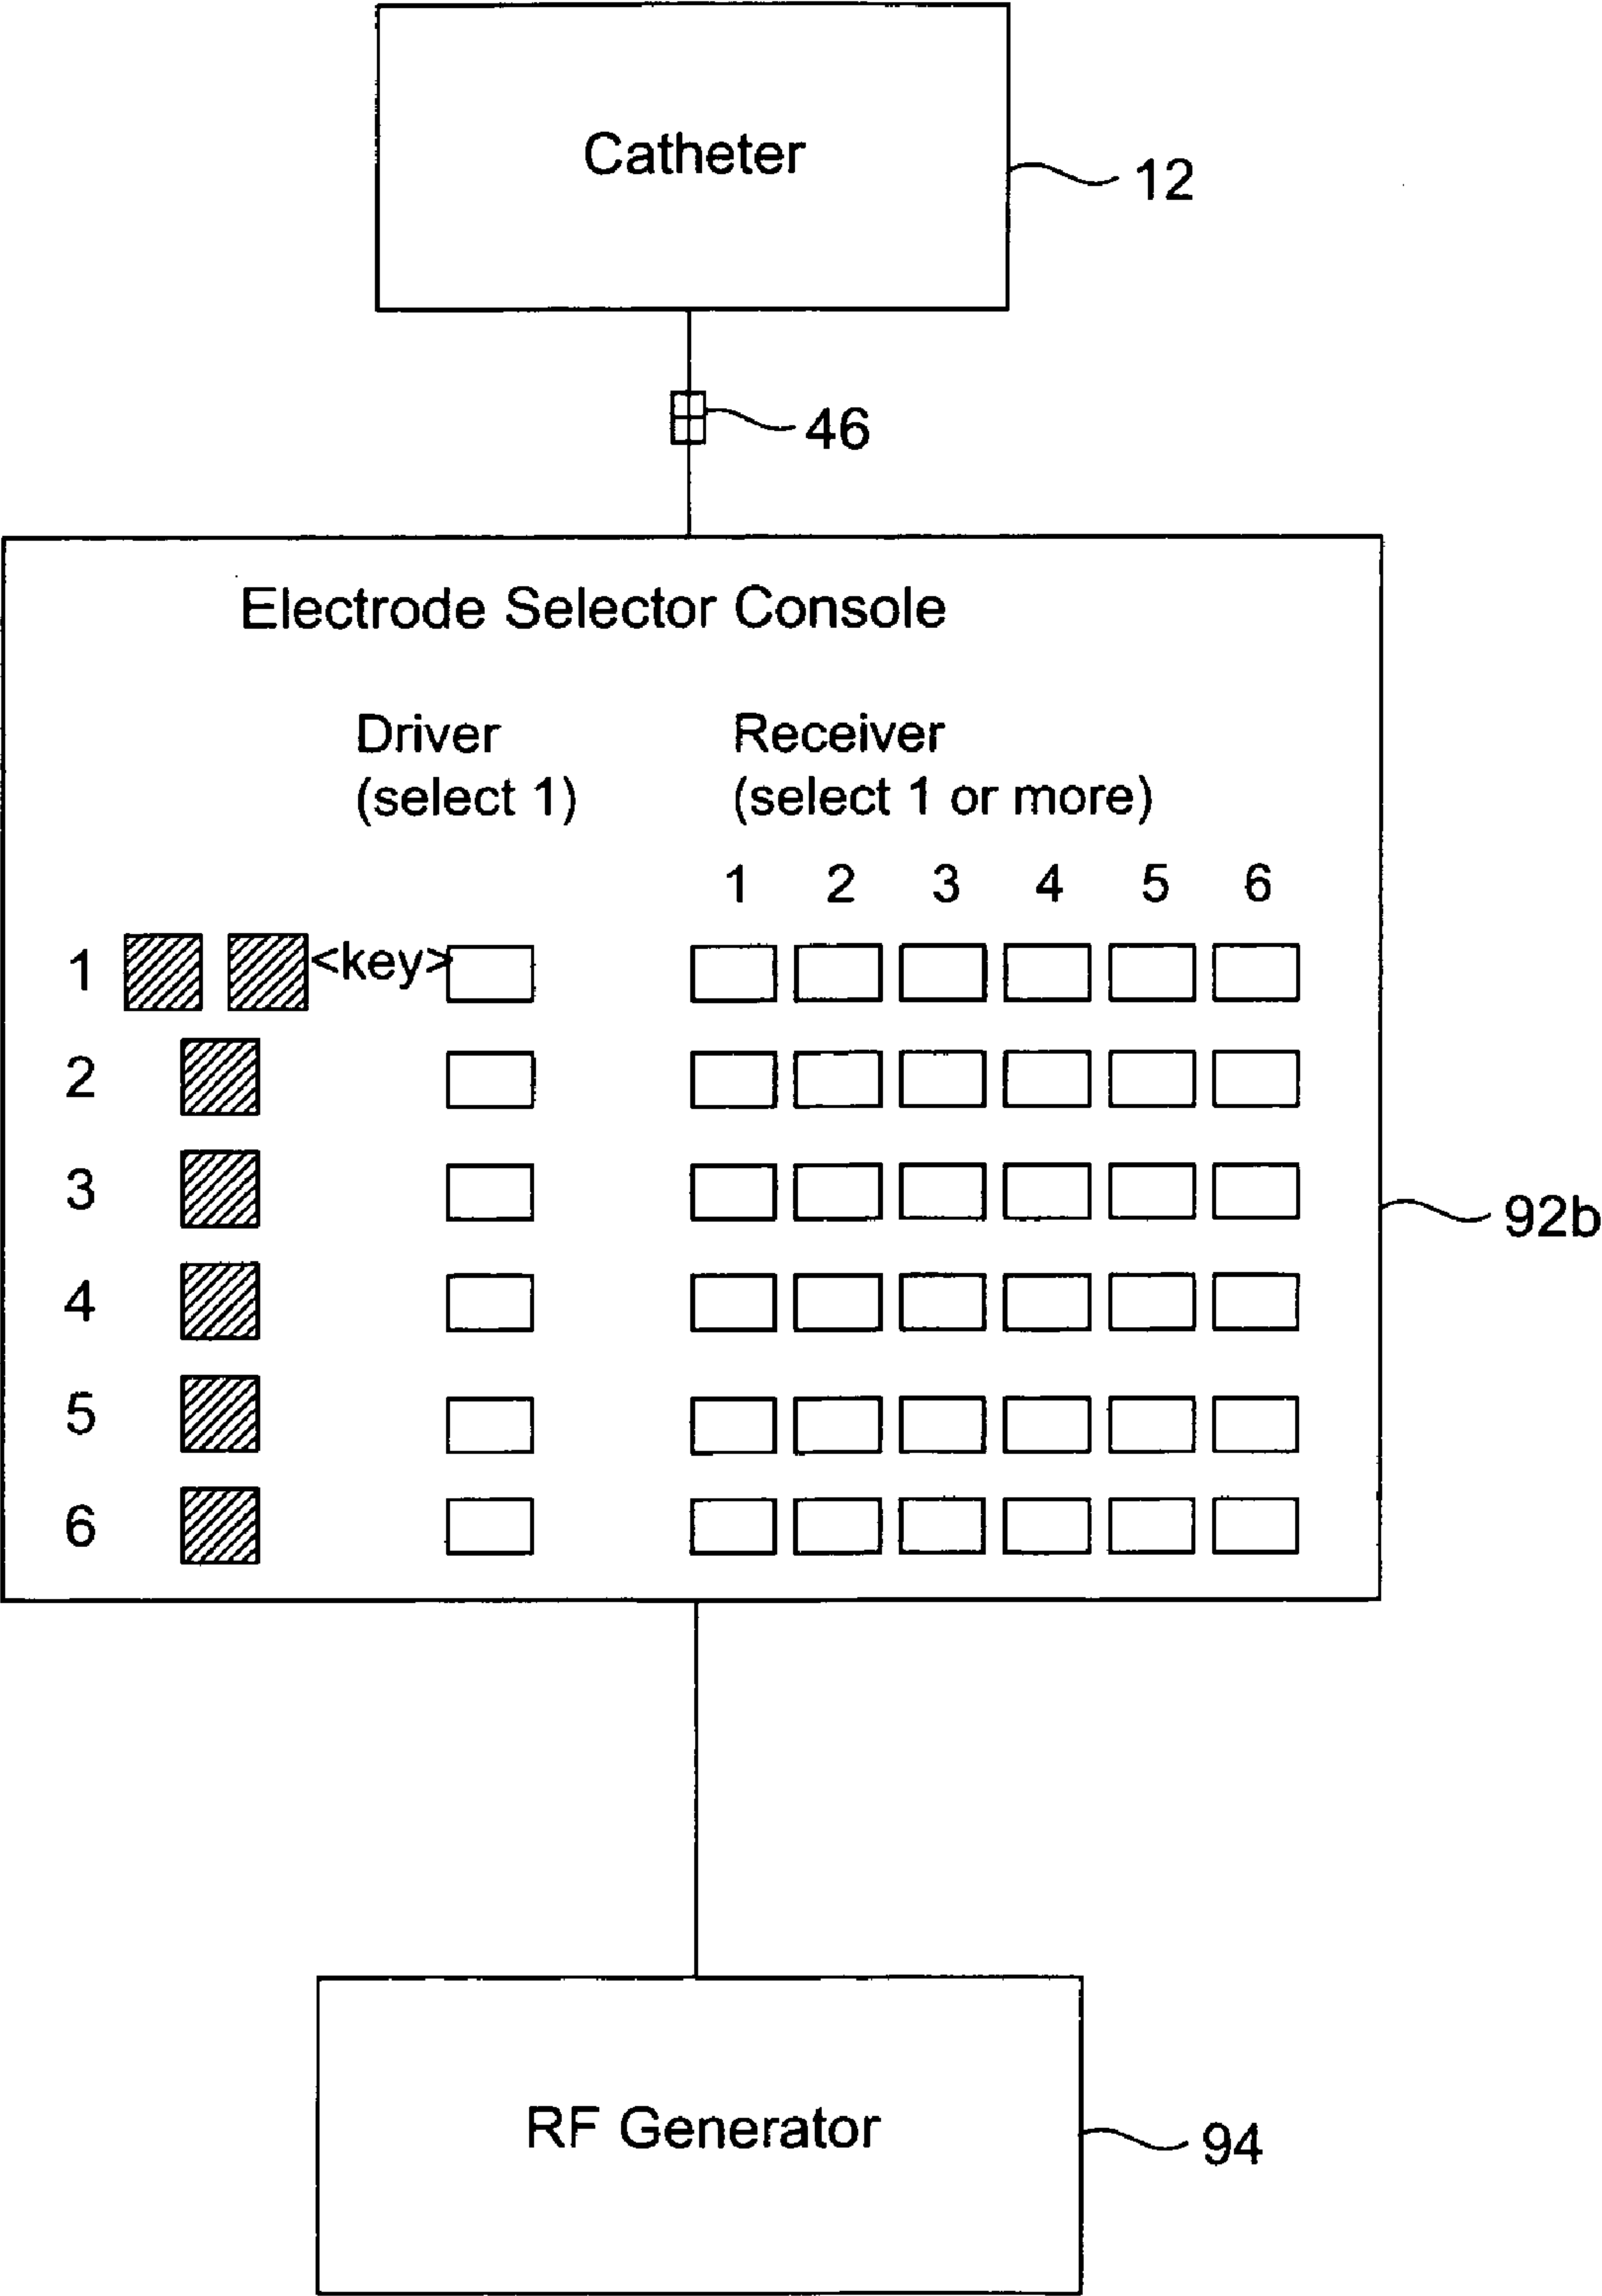 Catheter
12
46
Electrode Selector Console
Driver
(select 1)
Receiver
(select 1 or more)
1 2 3 4 5 6
1 <key>
2
3
92b
4
5
6
RF Generator
94